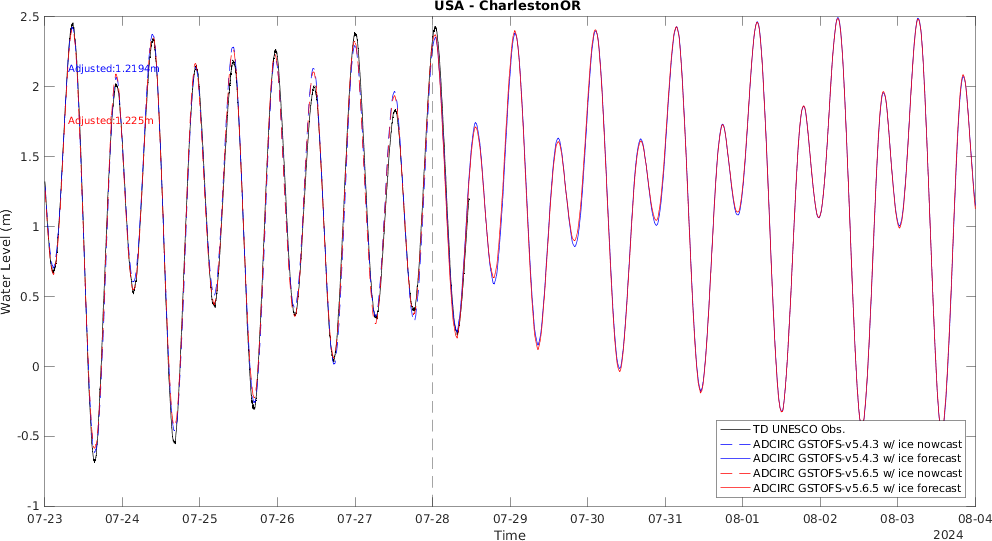 USA - CharlestonOR
Water Level (m)
2.5
2
1.5
1
0.5
0
-0.5
-1
Adjusted:1.2194m
Adjusted:1.225m
TD UNESCO Obs.
ADCIRC GSTOFS-v5.4.3 w/ ice nowcast
ADCIRC GSTOFS-v5.4.3 w/ ice forecast
ADCIRC GSTOFS-v5.6.5 w/ ice nowcast
ADCIRC GSTOFS-v5.6.5 w/ ice forecast
07-23 07-24 07-25 07-26 07-27 07-28 07-29 07-30 07-31 08-01 08-02 08-03 08-04
Time
2024